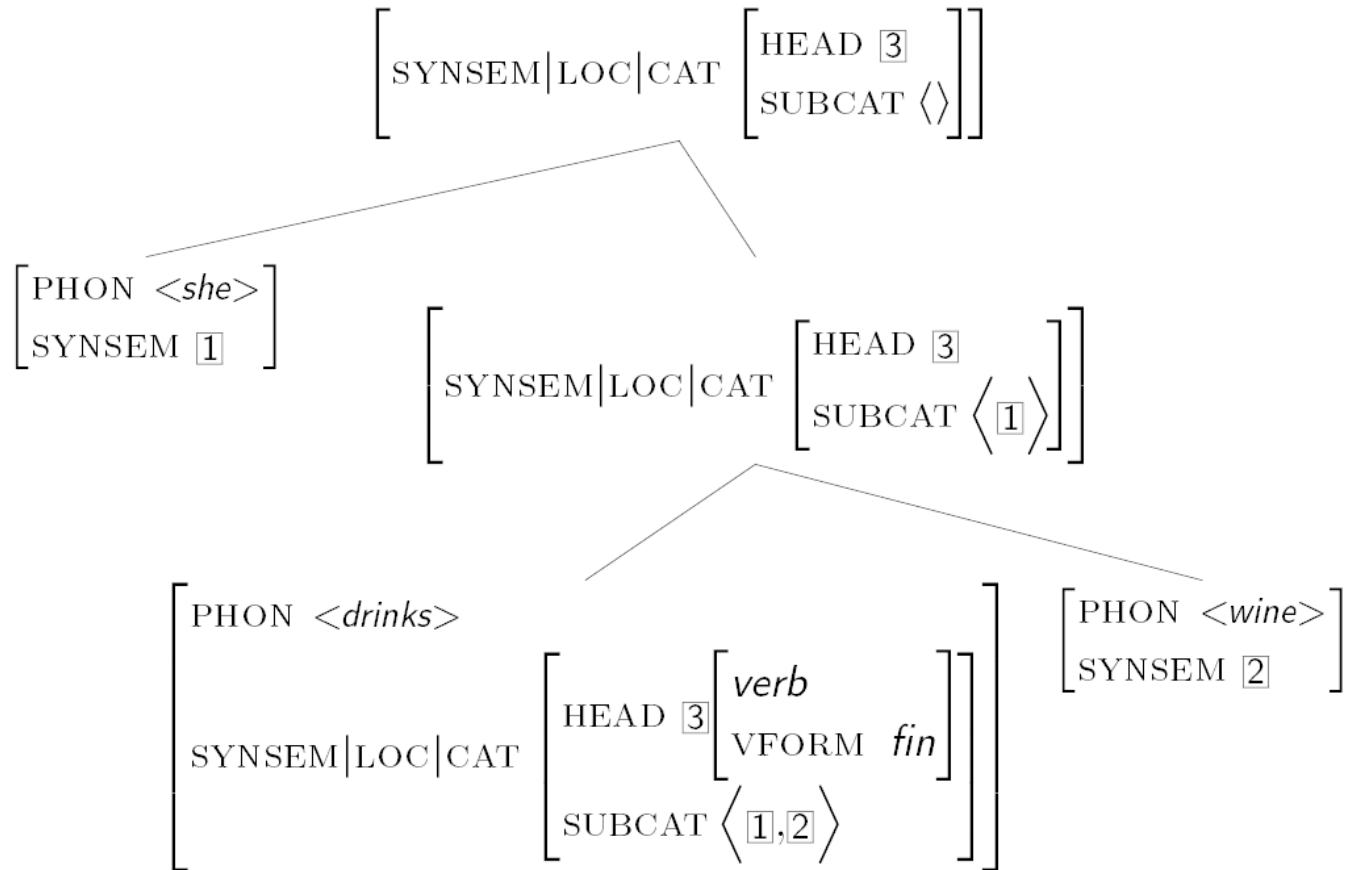 SYNSEM|LOC|CAT
HEAD 3
SUBCAT ⟨⟩
PHON <she>
SYNSEM 1
SYNSEM|LOC|CAT
HEAD 3
SUBCAT ⟨1⟩
PHON <drinks>
SYNSEM|LOC|CAT
HEAD 3
verb
VFORM fin
SUBCAT ⟨1,2⟩
PHON <wine>
SYNSEM 2